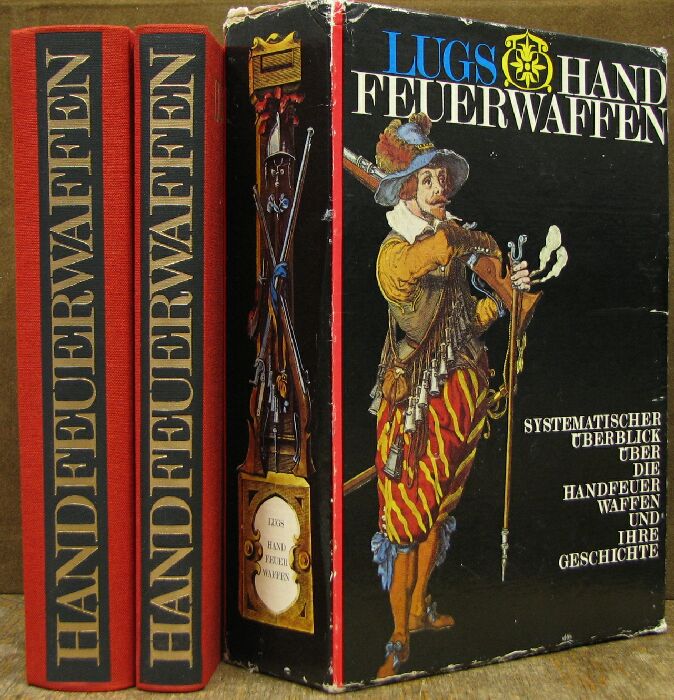 HANDFEUERWAFFEN
HANDFEUERWAFFEN
LUGS
HAND
FEUER
WAFFEN
LUGS HAND
FEUERWAFFEN
SYSTEMATISCHER
ÜBERBLICK
ÜBER
DIE
HANDFEUER
WAFFEN
UND
IHRE
GESCHICHTE